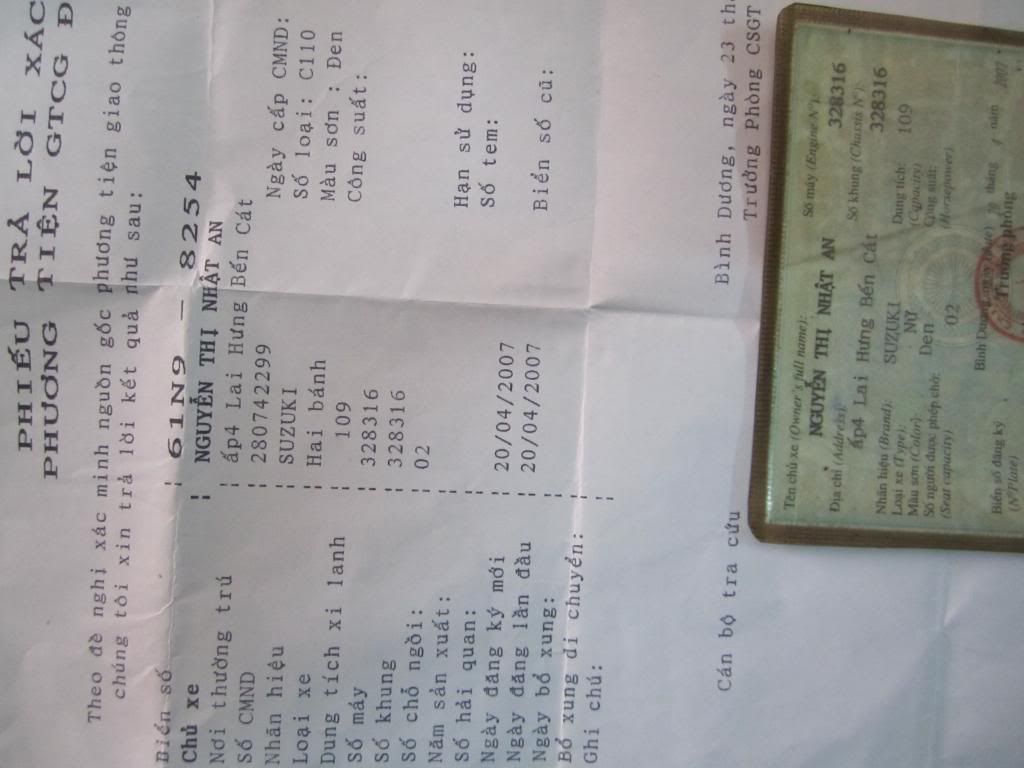 PHIẾU TRẢ LỜI XÁC
PHƯƠNG TIỆN GTCG Đ
Theo đề nghị xác minh nguồn gốc phương tiện giao thông
chúng tôi xin trả lời kết quả như sau:
Biển số : 61N9 - 8254
Chủ xe : NGUYỄN THỊ NHẬT AN
Nơi thường trú : ấp4 Lai Hưng Bến Cát
Số CMND : 280742299 Ngày cấp CMND:
Nhãn hiệu : SUZUKI Số loại: C110
Loại xe : Hai bánh Màu sơn : Đen
Dung tích xi lanh : 109 Công suất:
Số máy : 328316
Số khung : 328316
Số chỗ ngồi: : 02
Năm sản xuất: : Hạn sử dụng:
Số hải quan: : Số tem:
Ngày đăng ký mới : 20/04/2007
Ngày đăng lần đầu : 20/04/2007 Biển số cũ:
Ngày bổ xung: :
Bổ xung di chuyển: :
Ghi chú: :
Bình Dương, ngày 23 th
Cán bộ tra cứu Trưởng Phòng CSGT
Tên chủ xe (Owner's full name): Số máy (Engine N°):
NGUYỄN THỊ NHẬT AN 328316
Địa chỉ (Address): Số khung (Chassis N°):
Ấp4 Lai Hưng Bến Cát 328316
Nhãn hiệu (Brand): SUZUKI Dung tích: 109
Loại xe (Type): NỮ (Capacity)
Màu sơn (Color): Đen Công suất:
Số người được phép chở: 02 (Horsepower)
(Seat capacity)
Trưởng phòng
Biển số đăng ký
(N°Plate)